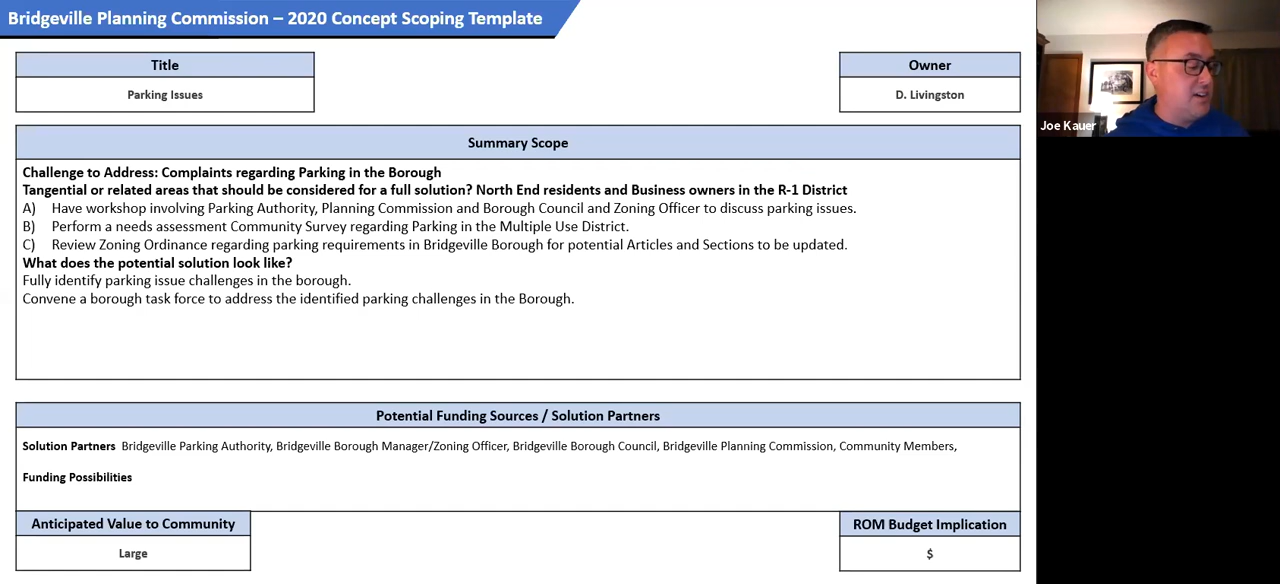 Bridgeville Planning Commission – 2020 Concept Scoping Template
Title
Parking Issues
Owner
D. Livingston
Joe Kauer
Summary Scope
Challenge to Address: Complaints regarding Parking in the Borough
Tangential or related areas that should be considered for a full solution? North End residents and Business owners in the R-1 District
A) Have workshop involving Parking Authority, Planning Commission and Borough Council and Zoning Officer to discuss parking issues.
B) Perform a needs assessment Community Survey regarding Parking in the Multiple Use District.
C) Review Zoning Ordinance regarding parking requirements in Bridgeville Borough for potential Articles and Sections to be updated.
What does the potential solution look like?
Fully identify parking issue challenges in the borough.
Convene a borough task force to address the identified parking challenges in the Borough.
Potential Funding Sources / Solution Partners
Solution Partners Bridgeville Parking Authority, Bridgeville Borough Manager/Zoning Officer, Bridgeville Borough Council, Bridgeville Planning Commission, Community Members,
Funding Possibilities
Anticipated Value to Community
Large
ROM Budget Implication
$